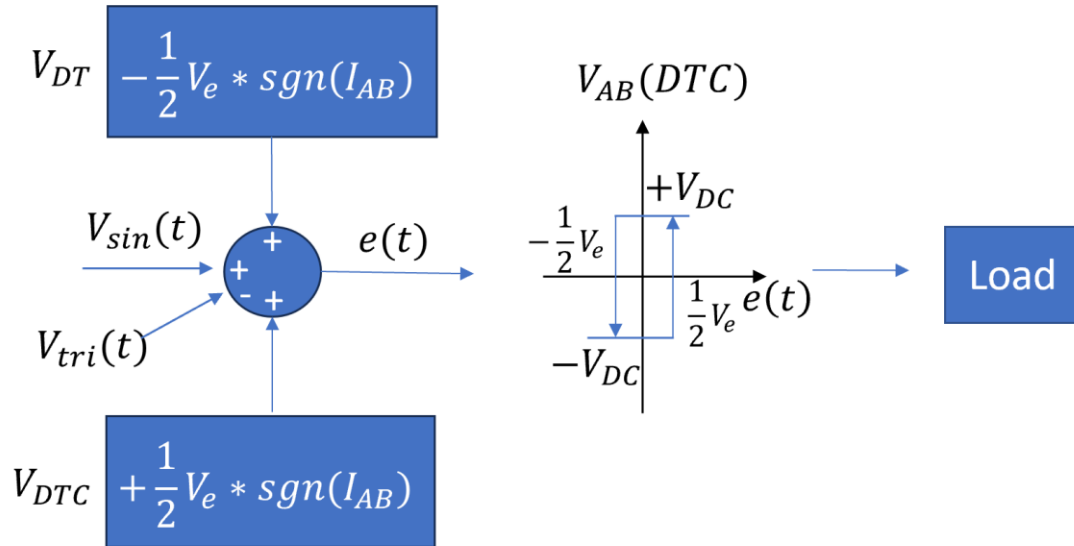 V_{DT} -\frac{1}{2}V_e * sgn(I_{AB})
V_{sin}(t)
V_{tri}(t)
+
+
-
+
e(t)
V_{DTC} +\frac{1}{2}V_e * sgn(I_{AB})
V_{AB}(DTC)
+V_{DC}
-\frac{1}{2}V_e
\frac{1}{2}V_e
e(t)
-V_{DC}
Load